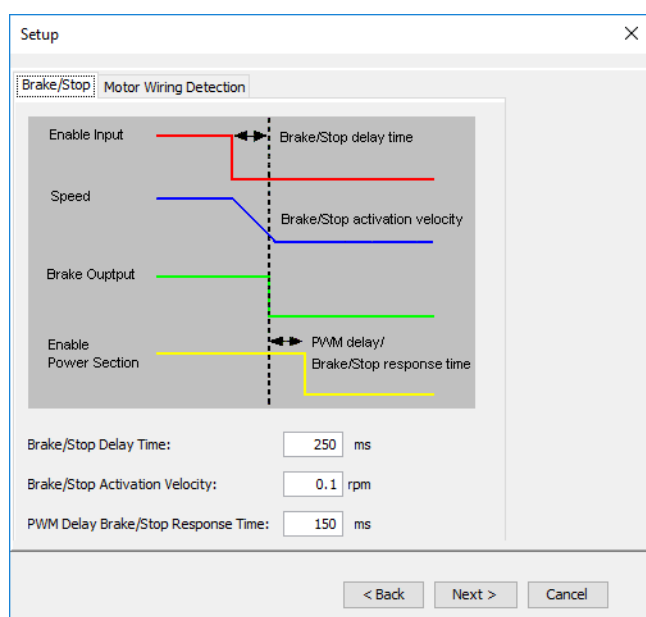 Setup
Brake/Stop Motor Wiring Detection
Enable Input
Brake/Stop delay time
Speed
Brake/Stop activation velocity
Brake Ouptput
Enable
Power Section
PWM delay/
Brake/Stop response time
Brake/Stop Delay Time: 250 ms
Brake/Stop Activation Velocity: 0.1 rpm
PWM Delay Brake/Stop Response Time: 150 ms
< Back Next > Cancel